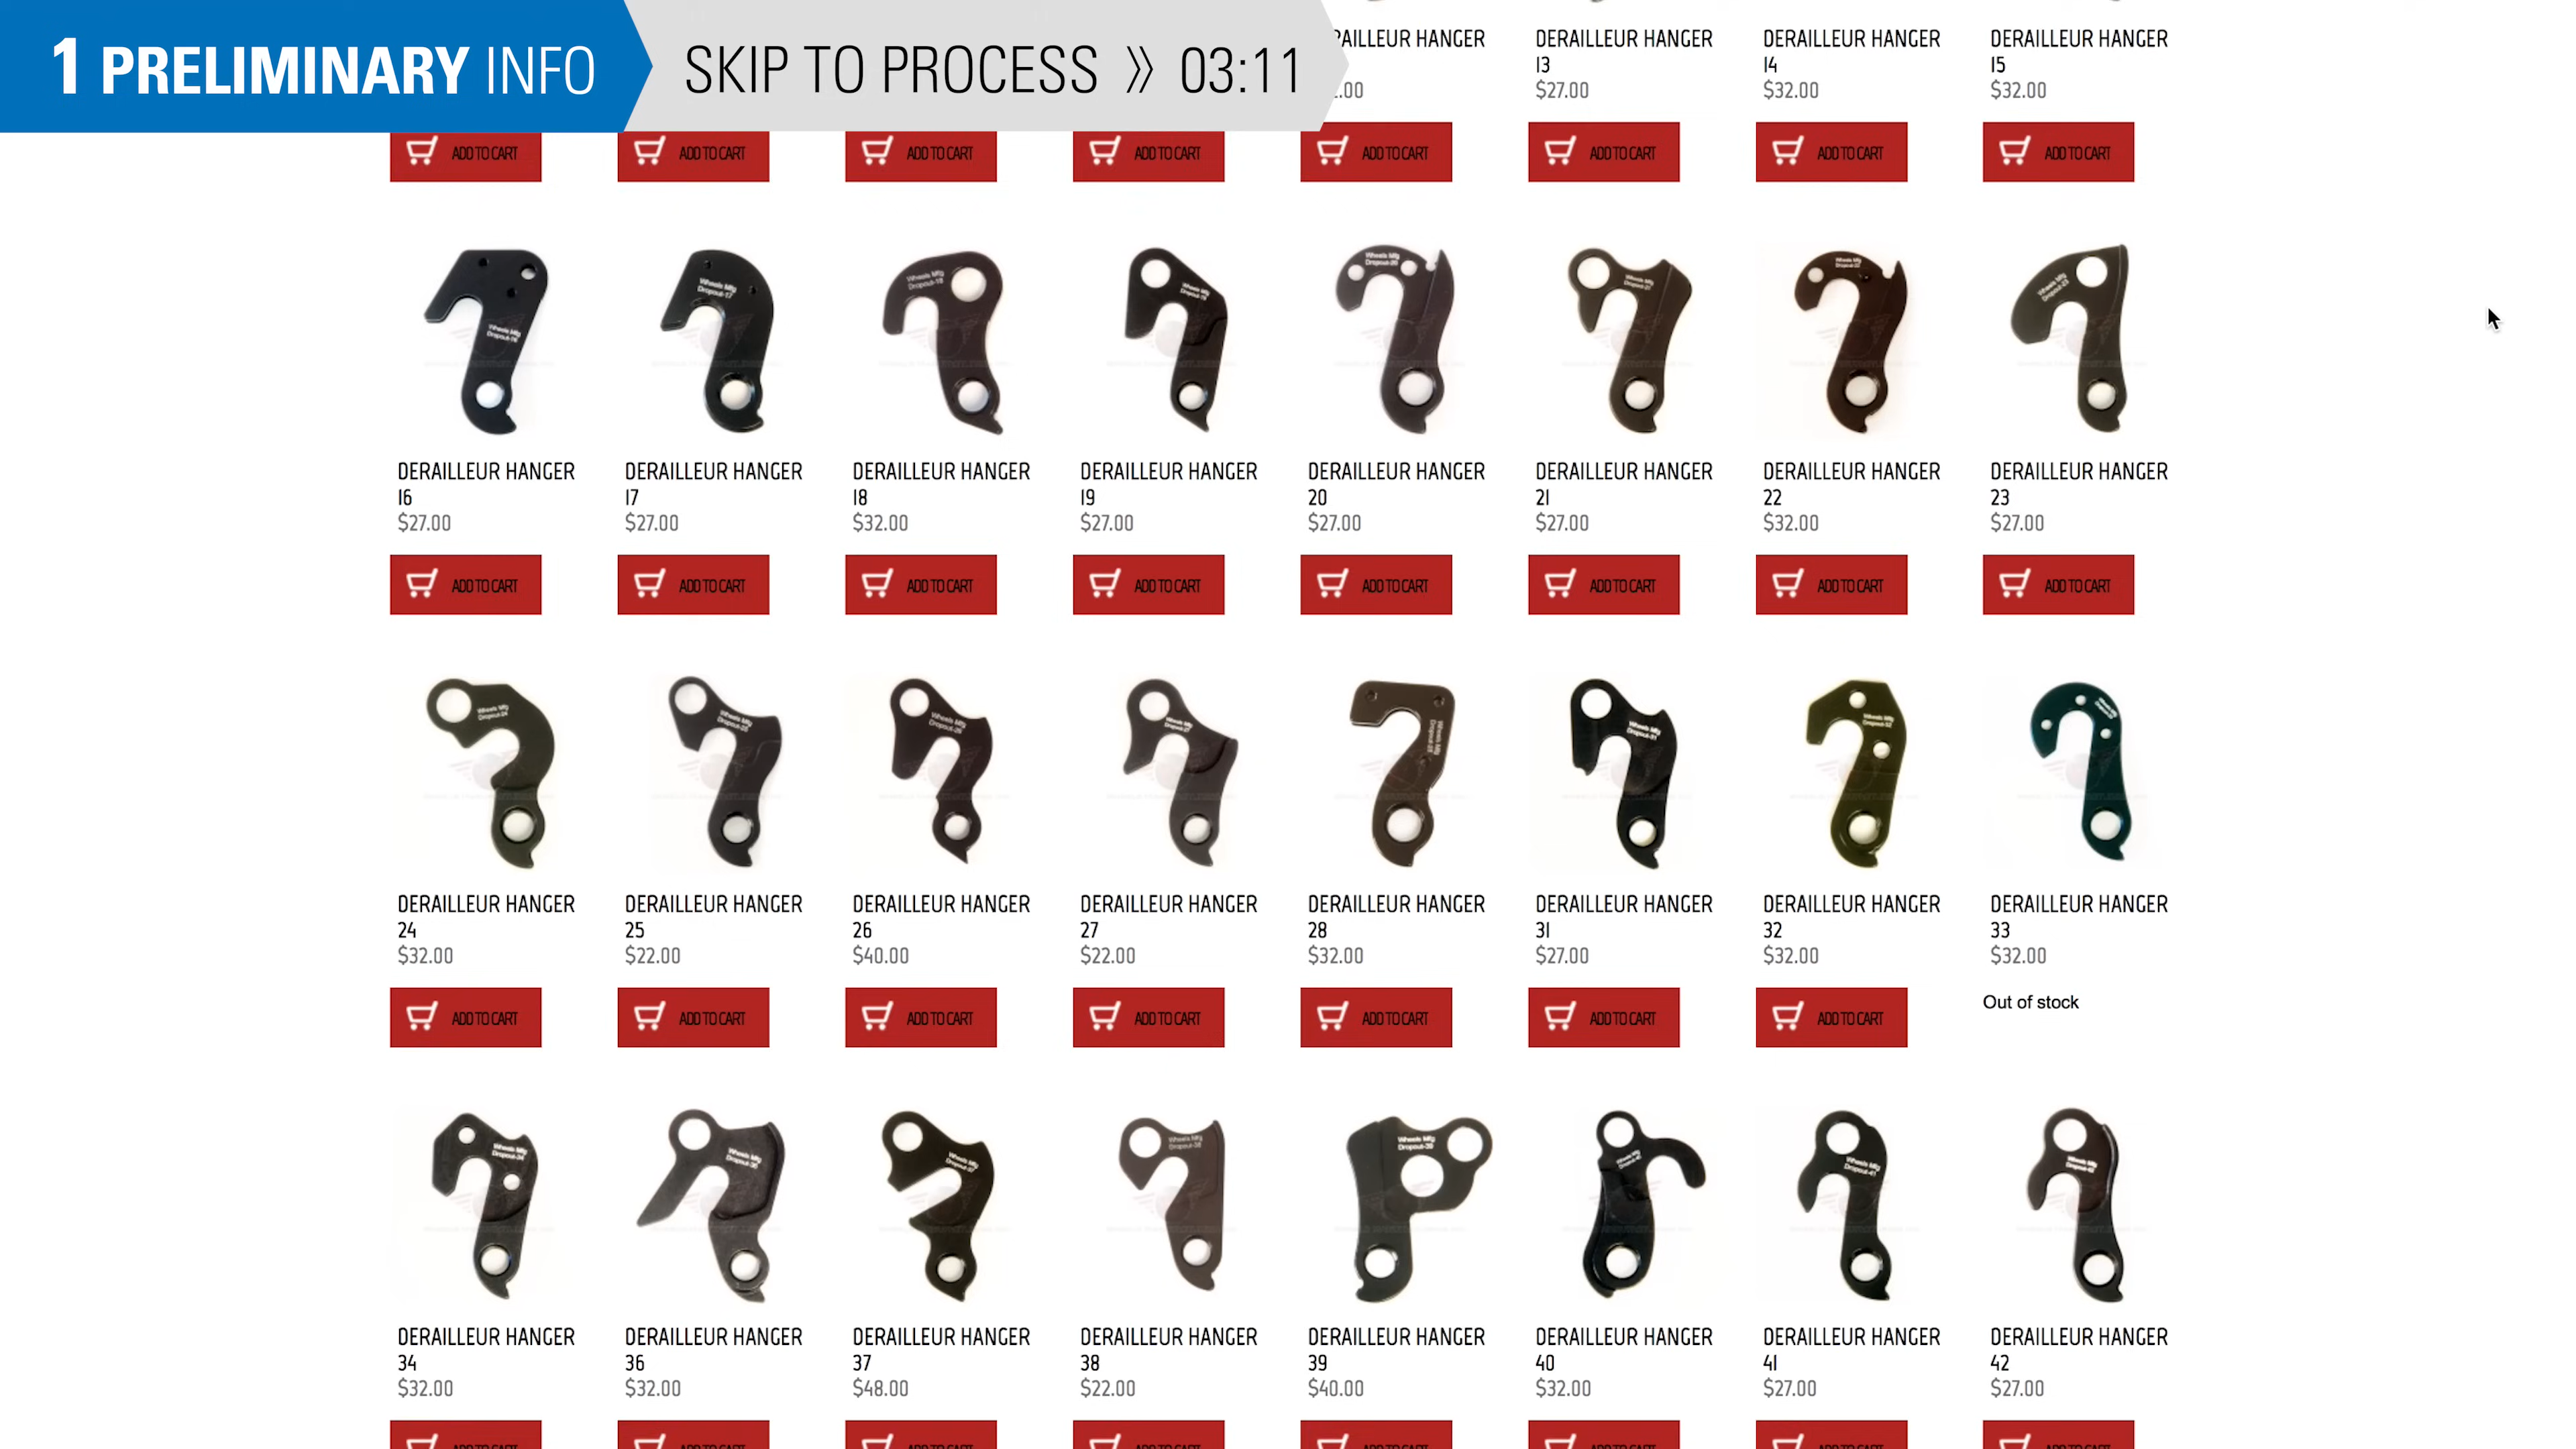 1 PRELIMINARY INFO
SKIP TO PROCESS » 03:11
DERAILLEUR HANGER
13
$27.00
DERAILLEUR HANGER
14
$32.00
DERAILLEUR HANGER
15
$32.00
ADD TO CART
ADD TO CART
ADD TO CART
ADD TO CART
ADD TO CART
ADD TO CART
ADD TO CART
ADD TO CART
DERAILLEUR HANGER
16
$27.00
DERAILLEUR HANGER
17
$27.00
DERAILLEUR HANGER
18
$32.00
DERAILLEUR HANGER
19
$27.00
DERAILLEUR HANGER
20
$27.00
DERAILLEUR HANGER
21
$27.00
DERAILLEUR HANGER
22
$32.00
DERAILLEUR HANGER
23
$27.00
ADD TO CART
ADD TO CART
ADD TO CART
ADD TO CART
ADD TO CART
ADD TO CART
ADD TO CART
ADD TO CART
DERAILLEUR HANGER
24
$32.00
DERAILLEUR HANGER
25
$22.00
DERAILLEUR HANGER
26
$40.00
DERAILLEUR HANGER
27
$22.00
DERAILLEUR HANGER
28
$32.00
DERAILLEUR HANGER
31
$27.00
DERAILLEUR HANGER
32
$32.00
DERAILLEUR HANGER
33
$32.00
ADD TO CART
ADD TO CART
ADD TO CART
ADD TO CART
ADD TO CART
ADD TO CART
ADD TO CART
Out of stock
DERAILLEUR HANGER
34
$32.00
DERAILLEUR HANGER
36
$32.00
DERAILLEUR HANGER
37
$48.00
DERAILLEUR HANGER
38
$22.00
DERAILLEUR HANGER
39
$40.00
DERAILLEUR HANGER
40
$32.00
DERAILLEUR HANGER
41
$27.00
DERAILLEUR HANGER
42
$27.00